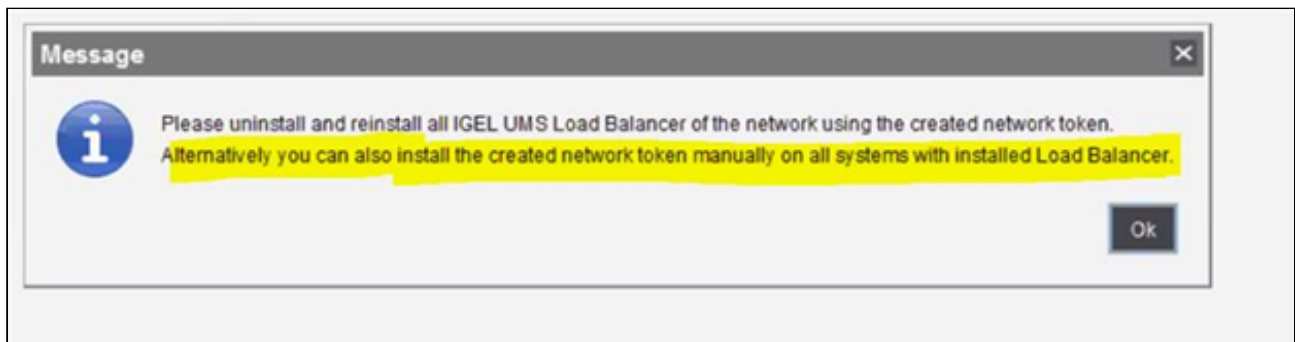 Message
Please uninstall and reinstall all IGEL UMS Load Balancer of the network using the created network token.
Alternatively you can also install the created network token manually on all systems with installed Load Balancer.
Ok